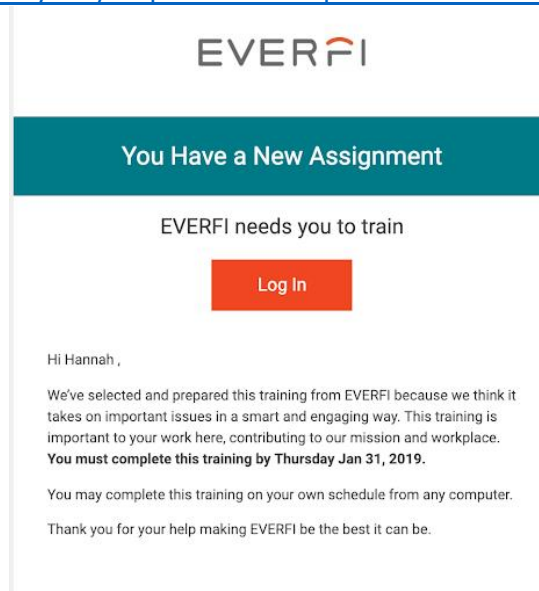 EVERFI
You Have a New Assignment
EVERFI needs you to train
Log In
Hi Hannah ,
We've selected and prepared this training from EVERFI because we think it
takes on important issues in a smart and engaging way. This training is
important to your work here, contributing to our mission and workplace.
You must complete this training by Thursday Jan 31, 2019.
You may complete this training on your own schedule from any computer.
Thank you for your help making EVERFI be the best it can be.